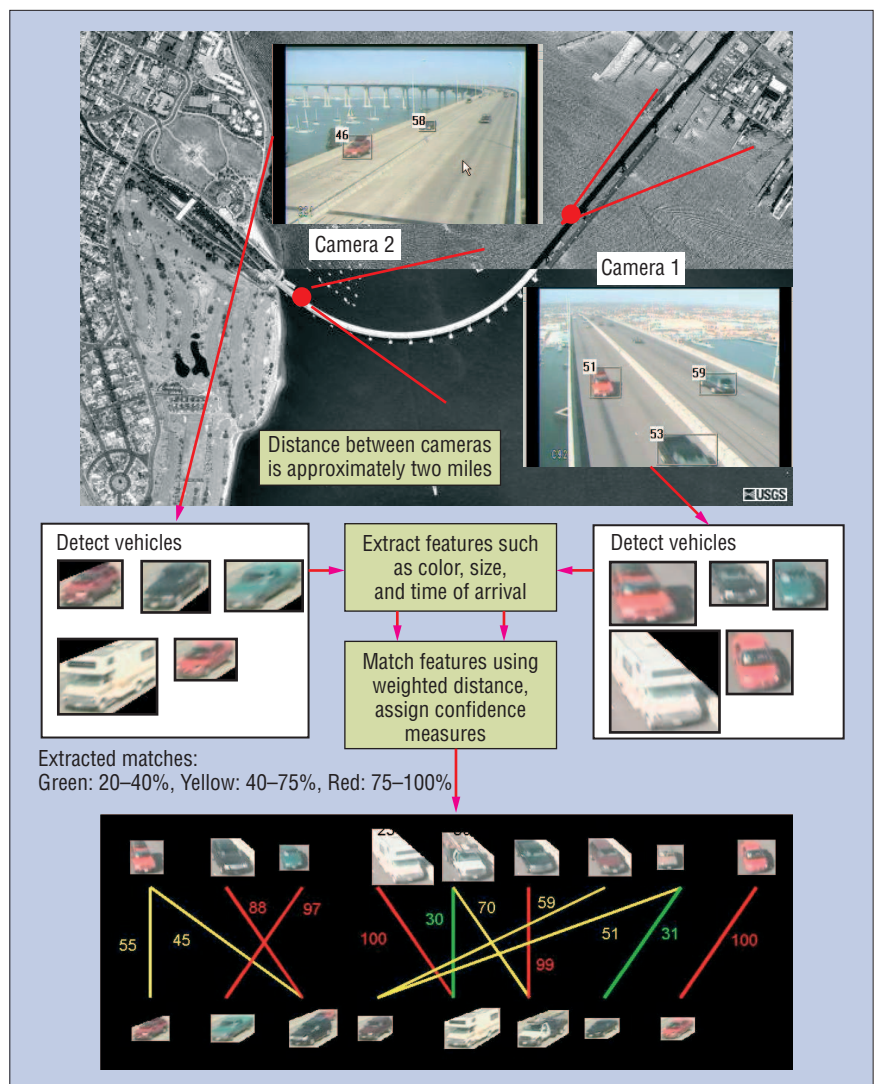 46
58
Camera 2
Camera 1
51
59
53
Distance between cameras
is approximately two miles
USGS
Detect vehicles
Extract features such
as color, size,
and time of arrival
Detect vehicles
Match features using
weighted distance,
assign confidence
measures
Extracted matches:
Green: 20–40%, Yellow: 40–75%, Red: 75–100%
55
45
88
97
100
30
70
59
99
51
31
100